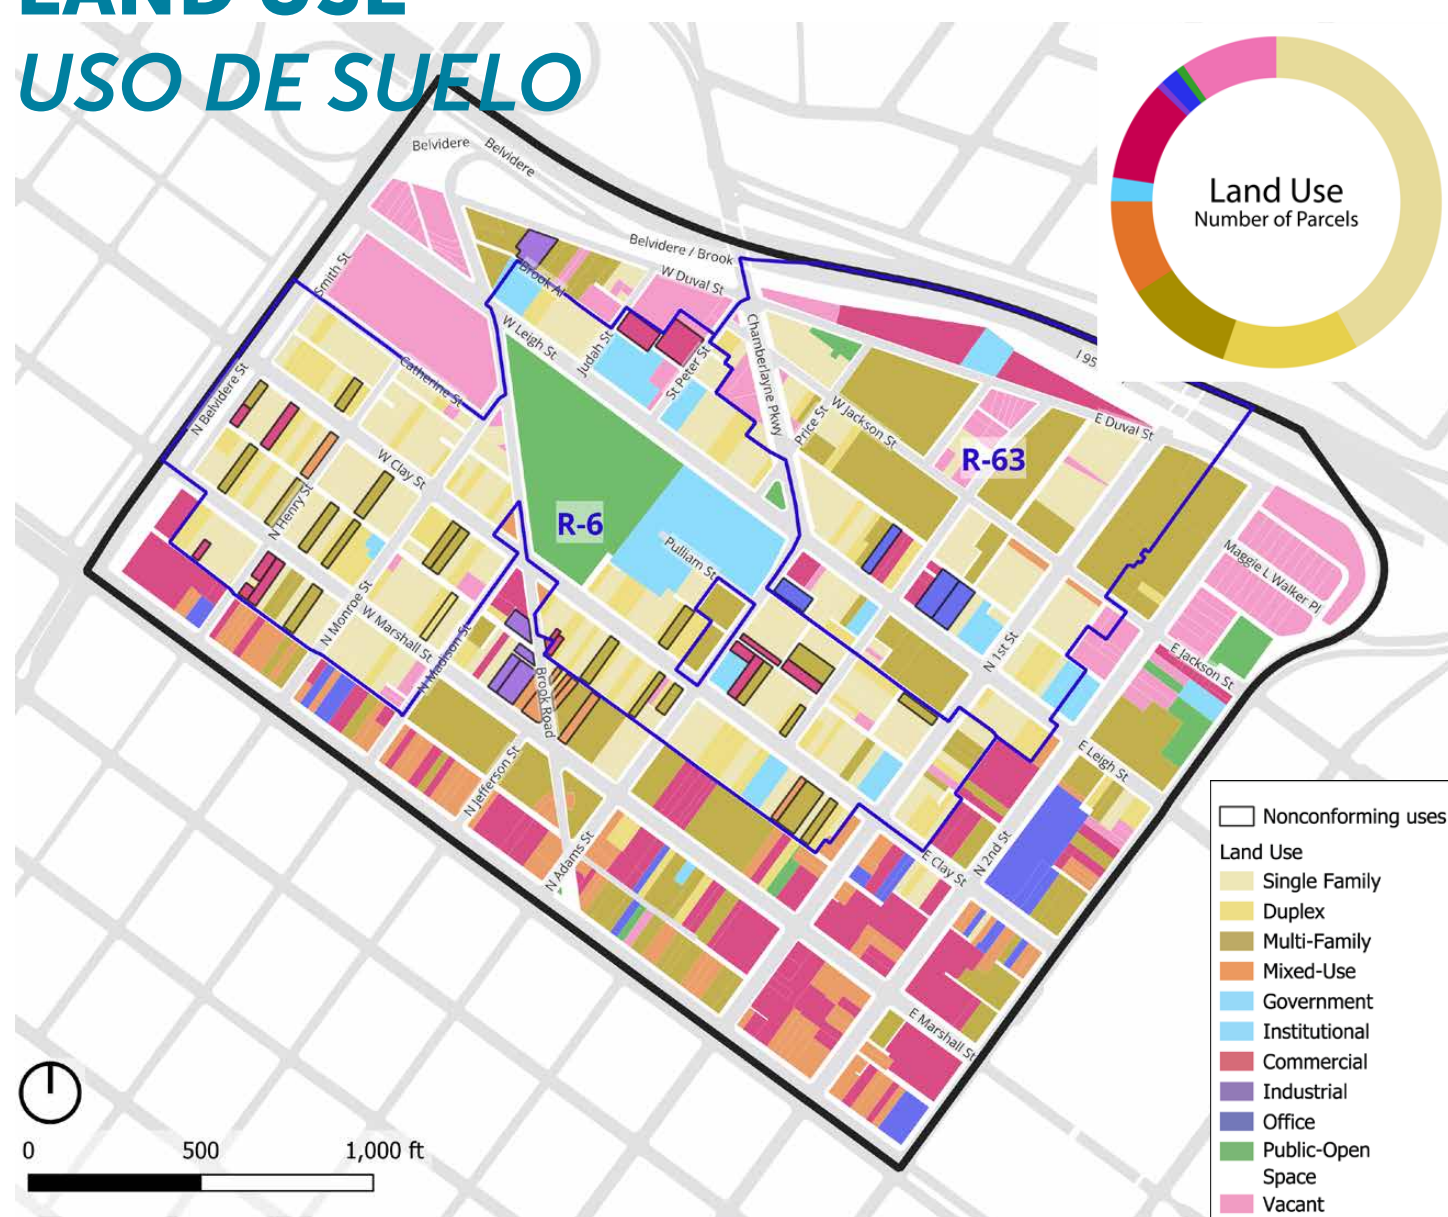 LAND USE
USO DE SUELO
Land Use
Number of Parcels
Belvidere
Belvidere
Belvidere / Brook
W Duval St
Brook Al
Smith St
W Leigh St
Judah St
St Peter St
Chamberlayne Pkwy
Price St
W Jackson St
I 95
E Duval St
R-63
Catherine St
N Belvidere St
W Clay St
N Henry St
R-6
Pulliam St
Maggie L Walker Pl
N Monroe St
W Marshall St
N Madison St
Brook Road
N 1st St
E Jackson St
E Leigh St
N Jefferson St
N Adams St
E Clay St
N 2nd St
E Marshall St
Nonconforming uses
Land Use
Single Family
Duplex
Multi-Family
Mixed-Use
Government
Institutional
Commercial
Industrial
Office
Public-Open
Space
Vacant
0 500 1,000 ft